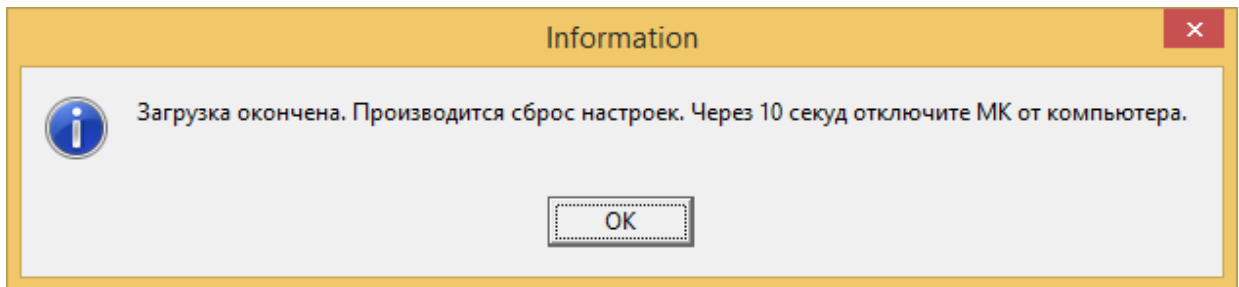 Information
Загрузка окончена. Производится сброс настроек. Через 10 секуд отключите МК от компьютера.
OK